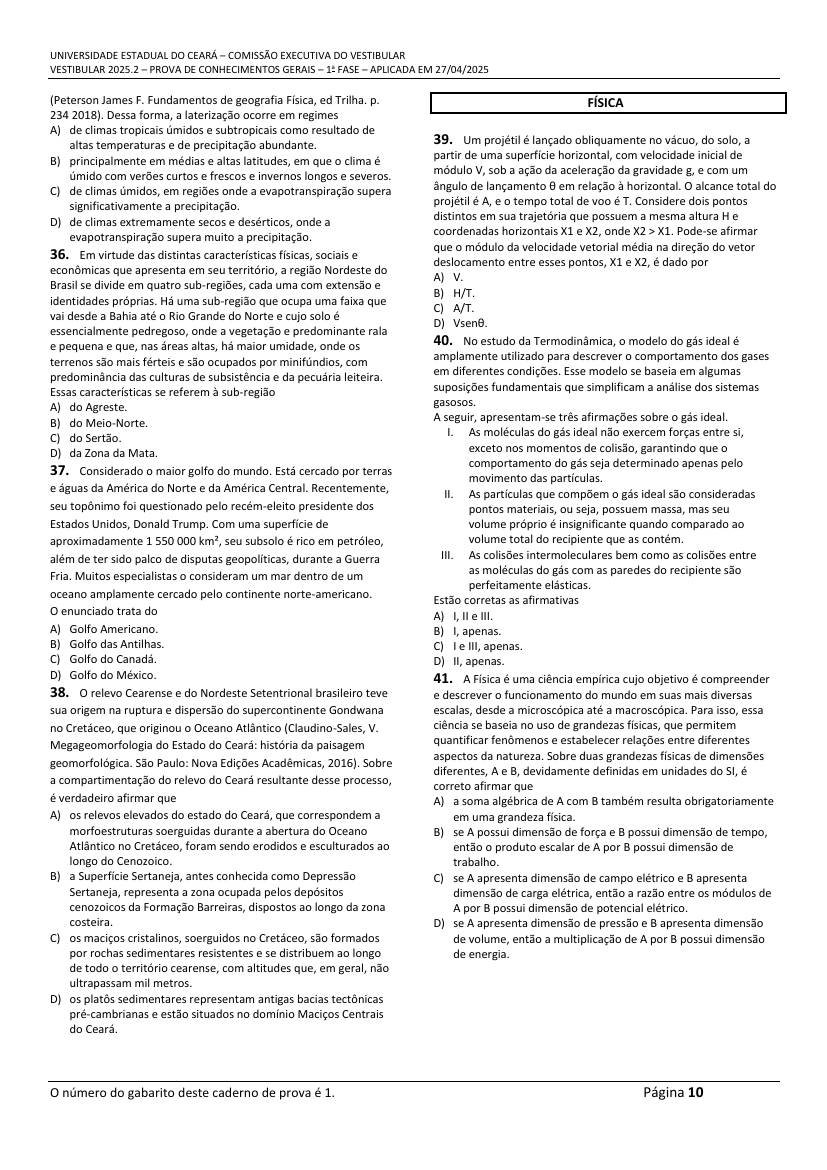 UNIVERSIDADE ESTADUAL DO CEARÁ – COMISSÃO EXECUTIVA DO VESTIBULAR
VESTIBULAR 2025.2 – PROVA DE CONHECIMENTOS GERAIS – 1ª FASE – APLICADA EM 27/04/2025
(Peterson James F. Fundamentos de geografia Física, ed Trilha. p.
234 2018). Dessa forma, a laterização ocorre em regimes
A) de climas tropicais úmidos e subtropicais como resultado de
altas temperaturas e de precipitação abundante.
B) principalmente em médias e altas latitudes, em que o clima é
úmido com verões curtos e frescos e invernos longos e severos.
C) de climas úmidos, em regiões onde a evapotranspiração supera
significativamente a precipitação.
D) de climas extremamente secos e desérticos, onde a
evapotranspiração supera muito a precipitação.
36. Em virtude das distintas características físicas, sociais e
econômicas que apresenta em seu território, a região Nordeste do
Brasil se divide em quatro sub-regiões, cada uma com extensão e
identidades próprias. Há uma sub-região que ocupa uma faixa que
vai desde a Bahia até o Rio Grande do Norte e cujo solo é
essencialmente pedregoso, onde a vegetação e predominante rala
e pequena e que, nas áreas altas, há maior umidade, onde os
terrenos são mais férteis e são ocupados por minifúndios, com
predominância das culturas de subsistência e da pecuária leiteira.
Essas características se referem à sub-região
A) do Agreste.
B) do Meio-Norte.
C) do Sertão.
D) da Zona da Mata.
37. Considerado o maior golfo do mundo. Está cercado por terras
e águas da América do Norte e da América Central. Recentemente,
seu topônimo foi questionado pelo recém-eleito presidente dos
Estados Unidos, Donald Trump. Com uma superfície de
aproximadamente 1 550 000 km², seu subsolo é rico em petróleo,
além de ter sido palco de disputas geopolíticas, durante a Guerra
Fria. Muitos especialistas o consideram um mar dentro de um
oceano amplamente cercado pelo continente norte-americano.
O enunciado trata do
A) Golfo Americano.
B) Golfo das Antilhas.
C) Golfo do Canadá.
D) Golfo do México.
38. O relevo Cearense e do Nordeste Setentrional brasileiro teve
sua origem na ruptura e dispersão do supercontinente Gondwana
no Cretáceo, que originou o Oceano Atlântico (Claudino-Sales, V.
Megageomorfologia do Estado do Ceará: história da paisagem
geomorfológica. São Paulo: Nova Edições Acadêmicas, 2016). Sobre
a compartimentação do relevo do Ceará resultante desse processo,
é verdadeiro afirmar que
A) os relevos elevados do estado do Ceará, que correspondem a
morfoestruturas soerguidas durante a abertura do Oceano
Atlântico no Cretáceo, foram sendo erodidos e esculturados ao
longo do Cenozoico.
B) a Superfície Sertaneja, antes conhecida como Depressão
Sertaneja, representa a zona ocupada pelos depósitos
cenozoicos da Formação Barreiras, dispostos ao longo da zona
costeira.
C) os maciços cristalinos, soerguidos no Cretáceo, são formados
por rochas sedimentares resistentes e se distribuem ao longo
de todo o território cearense, com altitudes que, em geral, não
ultrapassam mil metros.
D) os platôs sedimentares representam antigas bacias tectônicas
pré-cambrianas e estão situados no domínio Maciços Centrais
do Ceará.
FÍSICA
39. Um projétil é lançado obliquamente no vácuo, do solo, a
partir de uma superfície horizontal, com velocidade inicial de
módulo V, sob a ação da aceleração da gravidade g, e com um
ângulo de lançamento θ em relação à horizontal. O alcance total do
projétil é A, e o tempo total de voo é T. Considere dois pontos
distintos em sua trajetória que possuem a mesma altura H e
coordenadas horizontais X1 e X2, onde X2 > X1. Pode-se afirmar
que o módulo da velocidade vetorial média na direção do vetor
deslocamento entre esses pontos, X1 e X2, é dado por
A) V.
B) H/T.
C) A/T.
D) Vsenθ.
40. No estudo da Termodinâmica, o modelo do gás ideal é
amplamente utilizado para descrever o comportamento dos gases
em diferentes condições. Esse modelo se baseia em algumas
suposições fundamentais que simplificam a análise dos sistemas
gasosos.
A seguir, apresentam-se três afirmações sobre o gás ideal.
I. As moléculas do gás ideal não exercem forças entre si,
exceto nos momentos de colisão, garantindo que o
comportamento do gás seja determinado apenas pelo
movimento das partículas.
II. As partículas que compõem o gás ideal são consideradas
pontos materiais, ou seja, possuem massa, mas seu
volume próprio é insignificante quando comparado ao
volume total do recipiente que as contém.
III. As colisões intermoleculares bem como as colisões entre
as moléculas do gás com as paredes do recipiente são
perfeitamente elásticas.
Estão corretas as afirmativas
A) I, II e III.
B) I, apenas.
C) I e III, apenas.
D) II, apenas.
41. A Física é uma ciência empírica cujo objetivo é compreender
e descrever o funcionamento do mundo em suas mais diversas
escalas, desde a microscópica até a macroscópica. Para isso, essa
ciência se baseia no uso de grandezas físicas, que permitem
quantificar fenômenos e estabelecer relações entre diferentes
aspectos da natureza. Sobre duas grandezas físicas de dimensões
diferentes, A e B, devidamente definidas em unidades do SI, é
correto afirmar que
A) a soma algébrica de A com B também resulta obrigatoriamente
em uma grandeza física.
B) se A possui dimensão de força e B possui dimensão de tempo,
então o produto escalar de A por B possui dimensão de
trabalho.
C) se A apresenta dimensão de campo elétrico e B apresenta
dimensão de carga elétrica, então a razão entre os módulos de
A por B possui dimensão de potencial elétrico.
D) se A apresenta dimensão de pressão e B apresenta dimensão
de volume, então a multiplicação de A por B possui dimensão
de energia.
O número do gabarito deste caderno de prova é 1.
Página 10